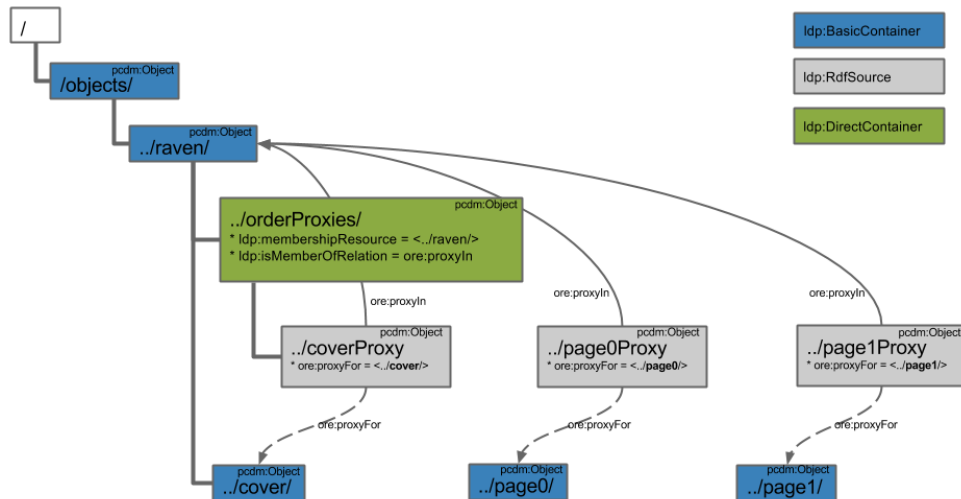 /
ldp:BasicContainer
pcdm:Object
/objects/
ldp:RdfSource
ldp:DirectContainer
pcdm:Object
../raven/
pcdm:Object
../orderProxies/
* ldp:membershipResource = <../raven/>
* ldp:isMemberOfRelation = ore:proxyIn
ore:proxyIn
ore:proxyIn
ore:proxyIn
pcdm:Object
../coverProxy
* ore:proxyFor = <../cover/>
pcdm:Object
../page0Proxy
* ore:proxyFor = <../page0/>
pcdm:Object
../page1Proxy
* ore:proxyFor = <../page1/>
ore:proxyFor
ore:proxyFor
ore:proxyFor
pcdm:Object
../cover/
pcdm:Object
../page0/
pcdm:Object
../page1/